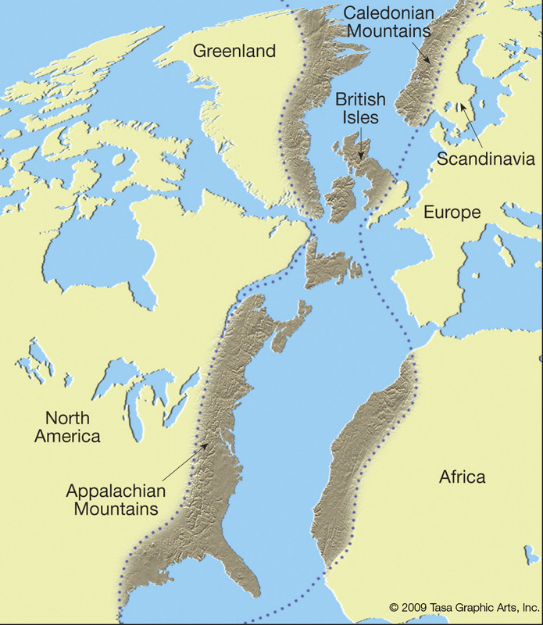 Caledonian
Mountains
Greenland
British
Isles
Scandinavia
Europe
North
America
Appalachian
Mountains
Africa
© 2009 Tasa Graphic Arts, Inc.